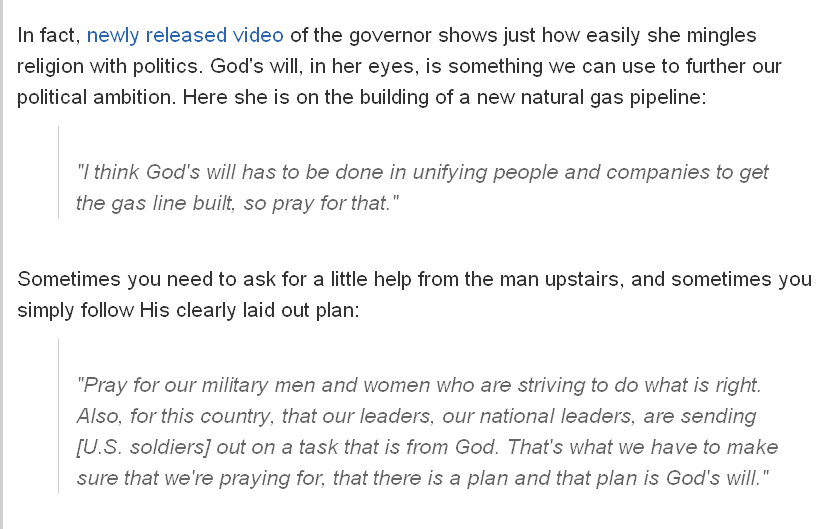 In fact, newly released video of the governor shows just how easily she mingles
religion with politics. God's will, in her eyes, is something we can use to further our
political ambition. Here she is on the building of a new natural gas pipeline:
"I think God's will has to be done in unifying people and companies to get
the gas line built, so pray for that."
Sometimes you need to ask for a little help from the man upstairs, and sometimes you
simply follow His clearly laid out plan:
"Pray for our military men and women who are striving to do what is right.
Also, for this country, that our leaders, our national leaders, are sending
[U.S. soldiers] out on a task that is from God. That's what we have to make
sure that we're praying for, that there is a plan and that plan is God's will."